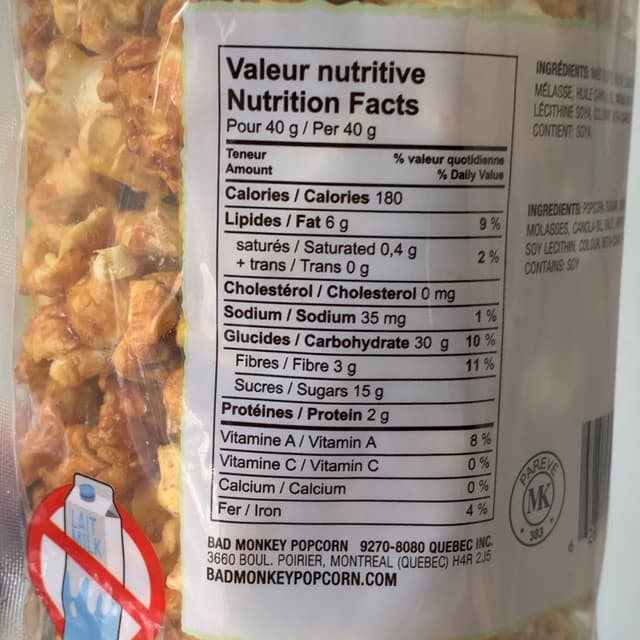 Valeur nutritive
Nutrition Facts
Pour 40 g / Per 40 g
Teneur % valeur quotidienne
Amount % Daily Value
Calories / Calories 180
Lipides / Fat 6 g 9 %
saturés / Saturated 0,4 g
+ trans / Trans 0 g 2 %
Cholestérol / Cholesterol 0 mg
Sodium / Sodium 35 mg 1 %
Glucides / Carbohydrate 30 g 10 %
Fibres / Fibre 3 g 11 %
Sucres / Sugars 15 g
Protéines / Protein 2 g
Vitamine A / Vitamin A 8 %
Vitamine C / Vitamin C 0 %
Calcium / Calcium 0 %
Fer / Iron 4 %
BAD MONKEY POPCORN 9270-8080 QUEBEC INC.
3660 BOUL. POIRIER, MONTREAL (QUEBEC) H4R 2J5
BADMONKEYPOPCORN.COM
INGRÉDIENTS:
MÉLASSE, HUILE
LÉCITHINE SOYA,
CONTIENT: SOYA
INGREDIENTS: POPCORN,
MOLASSES, CANOLA OIL,
SOY LECITHIN, COLOUR,
CONTAINS: SOY
PAREVE
MK
383
LAIT
MILK
6